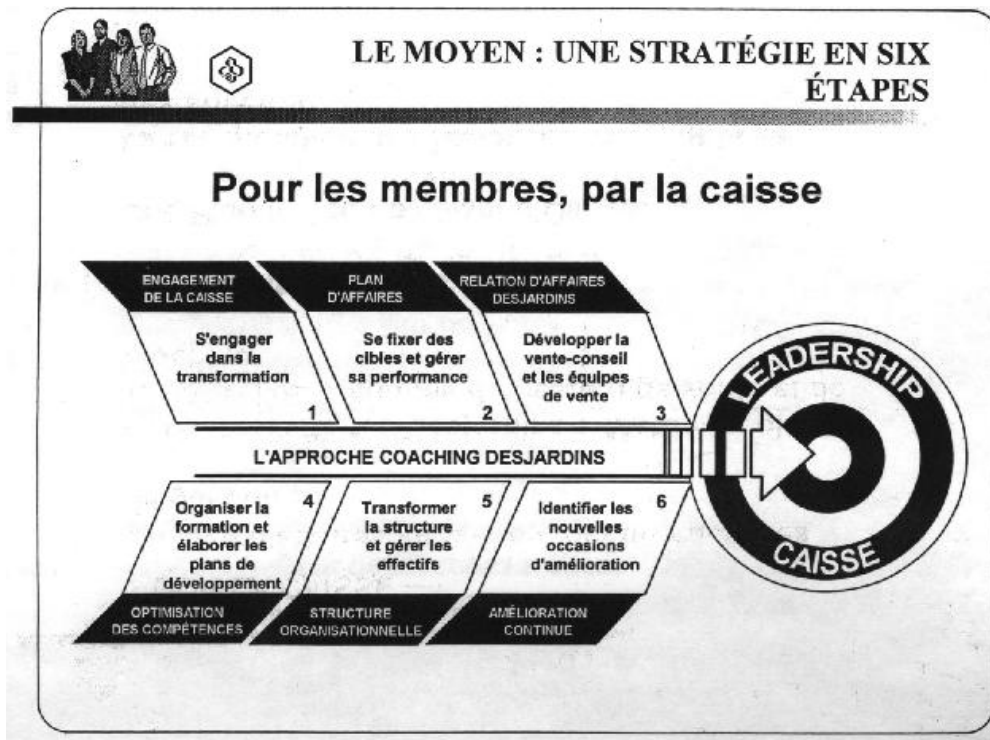 LE MOYEN : UNE STRATÉGIE EN SIX
ÉTAPES
Pour les membres, par la caisse
ENGAGEMENT
DE LA CAISSE
PLAN
D'AFFAIRES
RELATION D'AFFAIRES
DESJARDINS
S'engager
dans la
transformation
1
Se fixer des
cibles et gérer
sa performance
2
Développer la
vente-conseil
et les équipes
de vente
3
LEADERSHIP
CAISSE
L'APPROCHE COACHING DESJARDINS
4
Organiser la
formation et
élaborer les
plans de
développement
5
Transformer
la structure
et gérer les
effectifs
6
Identifier les
nouvelles
occasions
d'amélioration
OPTIMISATION
DES COMPÉTENCES
STRUCTURE
ORGANISATIONNELLE
AMÉLIORATION
CONTINUE